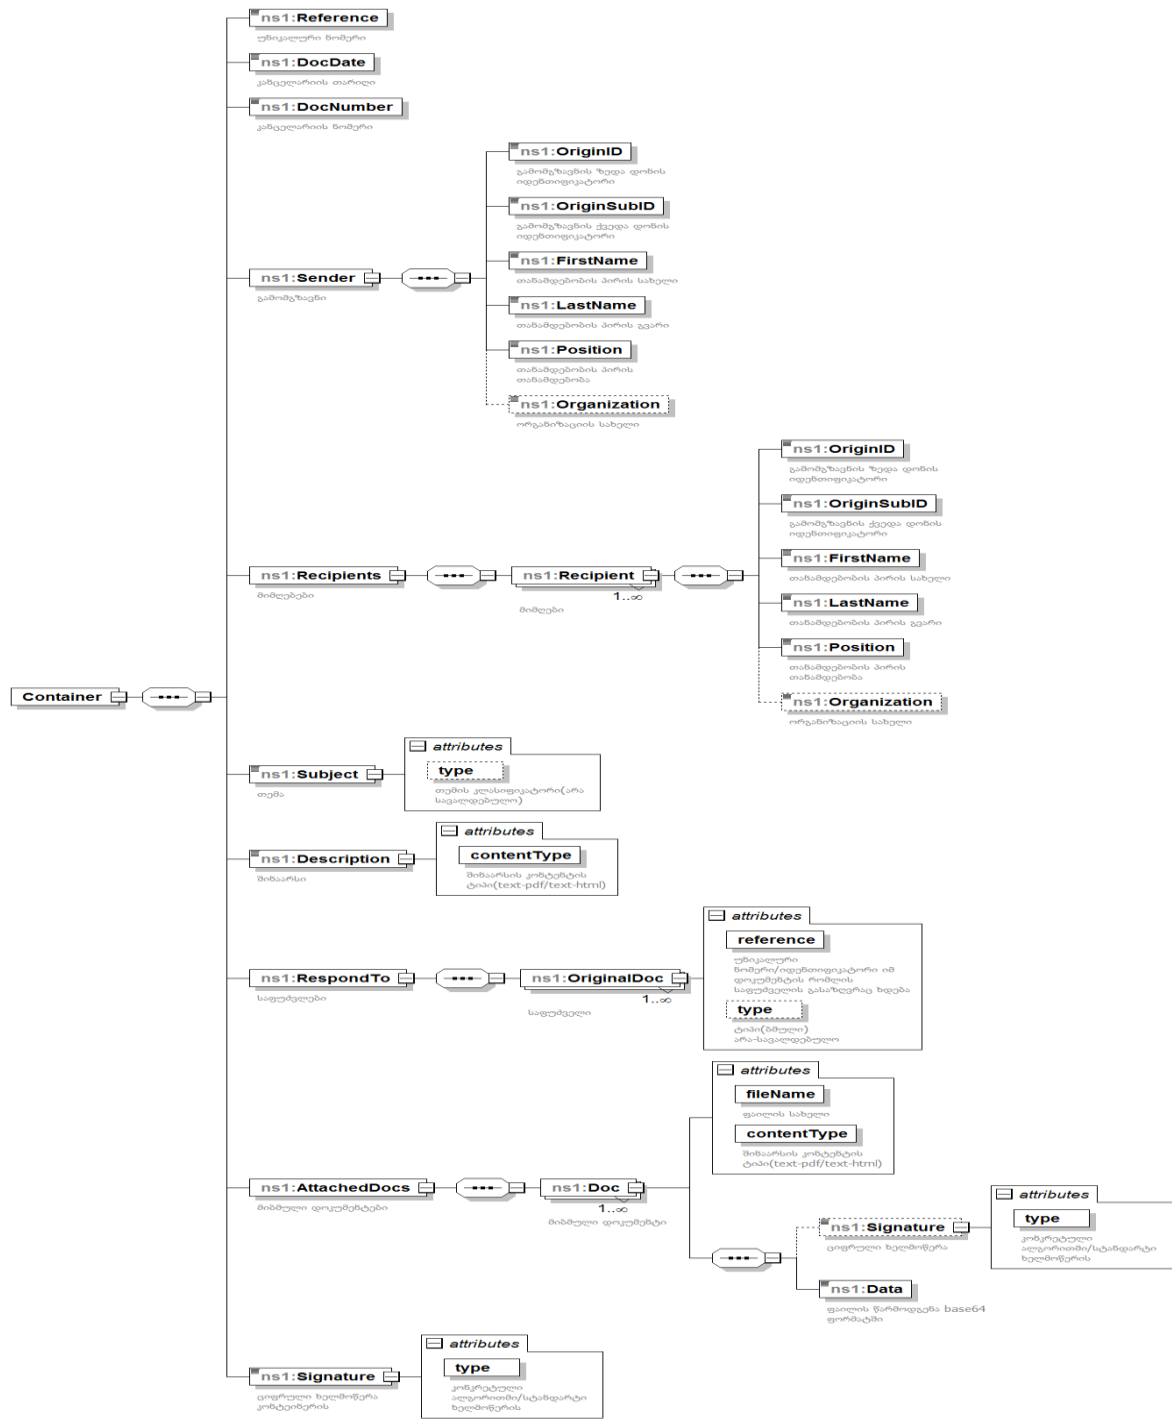 ns1:Reference
უნიკალური ნომერი
ns1:DocDate
კანცელარიის თარიღი
ns1:DocNumber
კანცელარიის ნომერი
ns1:OriginID
გამომგზავნის ზედა დონის
იდენთიფიკატორი
ns1:OriginSubID
გამომგზავნის ქვედა დონის
იდენთიფიკატორი
ns1:Sender
გამომგზავნი
ns1:FirstName
თანამდებობის პირის სახელი
ns1:LastName
თანამდებობის პირის გვარი
ns1:Position
თანამდებობის პირის
თანამდებობა
ns1:Organization
ორგანიზაციის სახელი
ns1:OriginID
გამომგზავნის ზედა დონის
იდენთიფიკატორი
ns1:OriginSubID
გამომგზავნის ქვედა დონის
იდენთიფიკატორი
ns1:Recipients
მიმღებები
ns1:Recipient
1..∞
მიმღები
ns1:FirstName
თანამდებობის პირის სახელი
ns1:LastName
თანამდებობის პირის გვარი
ns1:Position
თანამდებობის პირის
თანამდებობა
ns1:Organization
ორგანიზაციის სახელი
Container
ns1:Subject
თემა
attributes
type
თემის კლასიფიკატორი(არა
სავალდებულო)
ns1:Description
შინაარსი
attributes
contentType
შინაარსის კონტენტის
ტიპი(text-pdf/text-html)
ns1:RespondTo
საფუძვლები
ns1:OriginalDoc
1..∞
საფუძველი
attributes
reference
უნიკალური
ნომერი/იდენთიფიკატორი იმ
დოკუმენტის რომლის
საფუძველის გასაზღვრაც ხდება
type
ტიპი(ბმული)
არა-სავალდებულო
ns1:AttachedDocs
მიბმული დოკუმენტები
ns1:Doc
1..∞
მიბმული დოკუმენტი
attributes
fileName
ფაილის სახელი
contentType
შინაარსის კონტენტის
ტიპი(text-pdf/text-html)
ns1:Signature
ციფრული ხელმოწერა
attributes
type
კონკრეტული
ალგორითმი/სტანდარტი
ხელმოწერის
ns1:Data
ფაილის წარმოდგენა base64
ფორმატში
ns1:Signature
ციფრული ხელმოწერა
კონტეინერის
attributes
type
კონკრეტული
ალგორითმი/სტანდარტი
ხელმოწერის